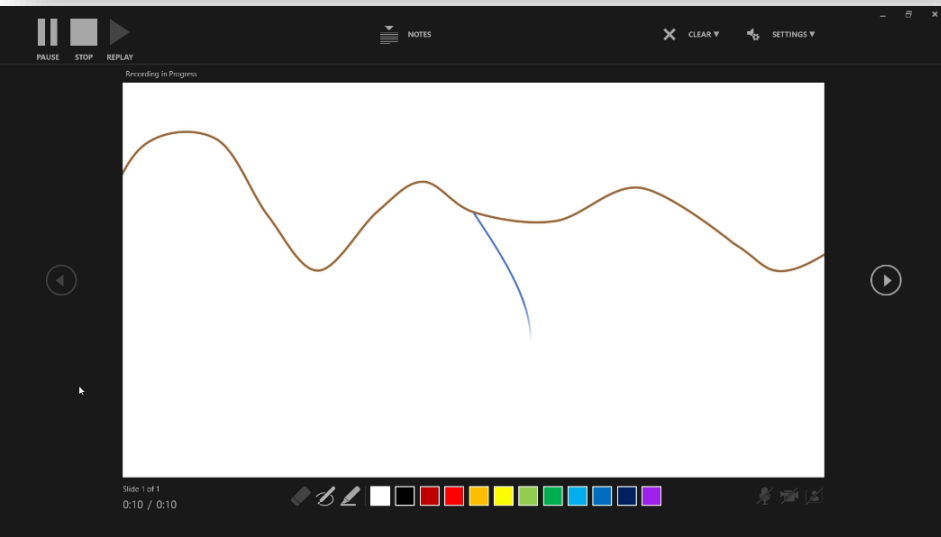 NOTES
CLEAR ▼
SETTINGS ▼
PAUSE STOP REPLAY
Recording in Progress
Slide 1 of 1
0:10 / 0:10